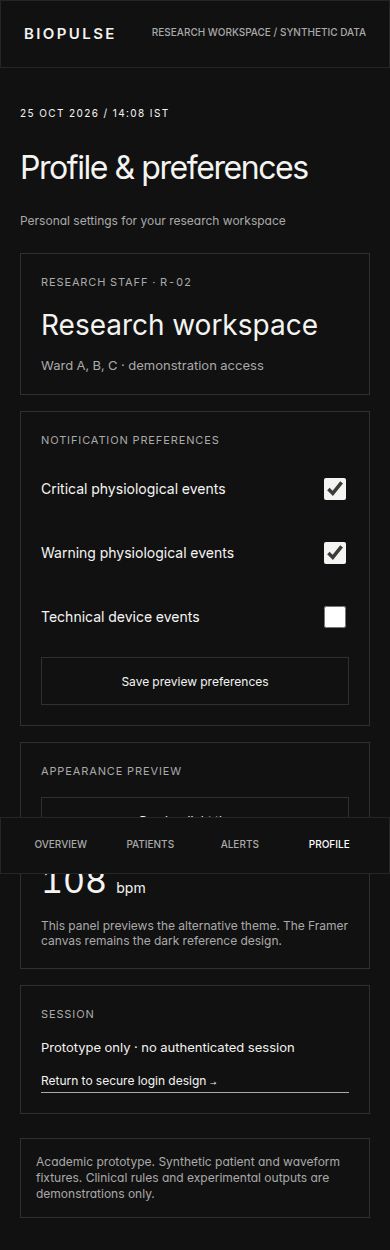 BIOPULSE
RESEARCH WORKSPACE / SYNTHETIC DATA
25 OCT 2026 / 14:08 IST
Profile & preferences
Personal settings for your research workspace
RESEARCH STAFF · R-02
Research workspace
Ward A, B, C · demonstration access
NOTIFICATION PREFERENCES
Critical physiological events
Warning physiological events
Technical device events
Save preview preferences
APPEARANCE PREVIEW
OVERVIEW PATIENTS ALERTS PROFILE
108 bpm
This panel previews the alternative theme. The Framer
canvas remains the dark reference design.
SESSION
Prototype only · no authenticated session
Return to secure login design →
Academic prototype. Synthetic patient and waveform
fixtures. Clinical rules and experimental outputs are
demonstrations only.